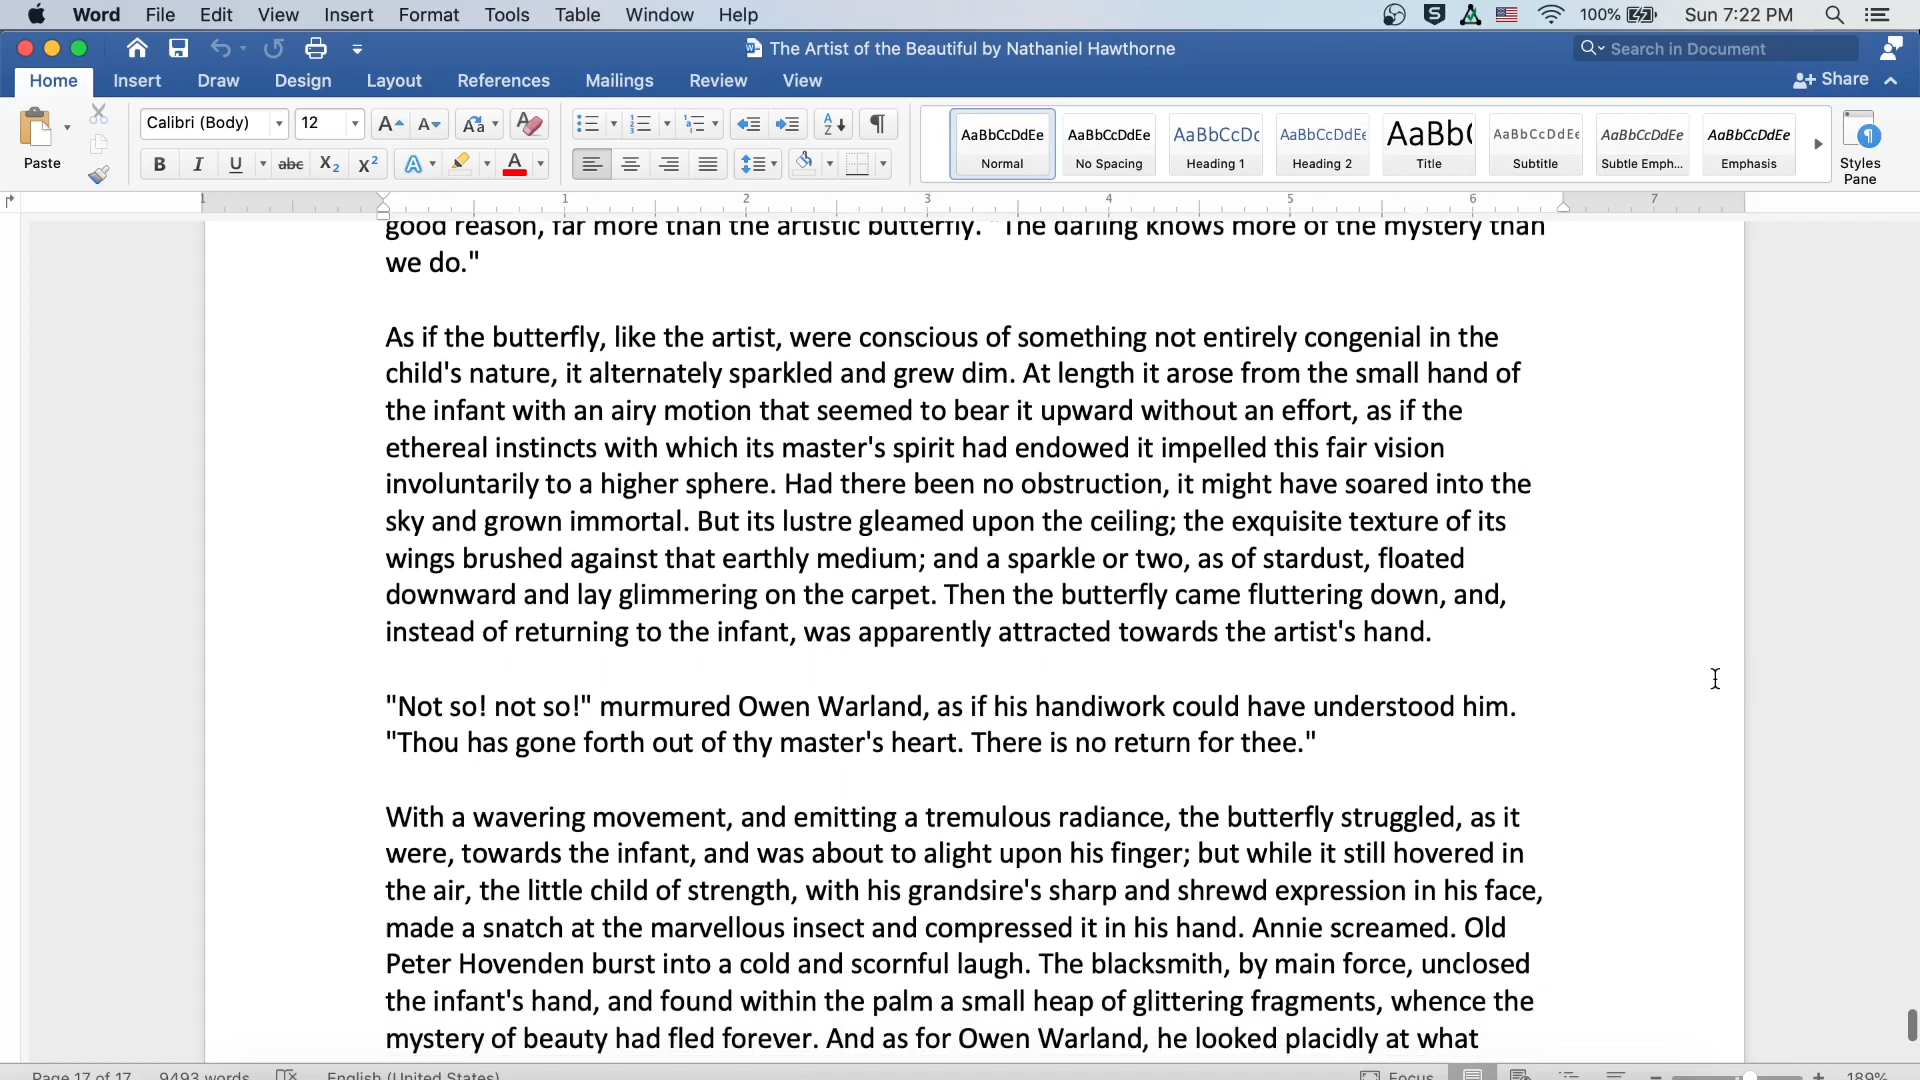 Word File Edit View Insert Format Tools Table Window Help 100% Sun 7:22 PM
The Artist of the Beautiful by Nathaniel Hawthorne Search in Document
Home Insert Draw Design Layout References Mailings Review View Share
Paste Calibri (Body) 12
AaBbCcDdEe AaBbCcDdEe AaBbCcDc AaBbCcDdEe AaBb( AaBbCcDdEe AaBbCcDdEe AaBbCcDdEe
Normal No Spacing Heading 1 Heading 2 Title Subtitle Subtle Emph... Emphasis Styles Pane
1 1 2 3 4 5 6 7
good reason, far more than the artistic butterfly. "The darling knows more of the mystery than
we do."
As if the butterfly, like the artist, were conscious of something not entirely congenial in the
child's nature, it alternately sparkled and grew dim. At length it arose from the small hand of
the infant with an airy motion that seemed to bear it upward without an effort, as if the
ethereal instincts with which its master's spirit had endowed it impelled this fair vision
involuntarily to a higher sphere. Had there been no obstruction, it might have soared into the
sky and grown immortal. But its lustre gleamed upon the ceiling; the exquisite texture of its
wings brushed against that earthly medium; and a sparkle or two, as of stardust, floated
downward and lay glimmering on the carpet. Then the butterfly came fluttering down, and,
instead of returning to the infant, was apparently attracted towards the artist's hand.
"Not so! not so!" murmured Owen Warland, as if his handiwork could have understood him.
"Thou has gone forth out of thy master's heart. There is no return for thee."
With a wavering movement, and emitting a tremulous radiance, the butterfly struggled, as it
were, towards the infant, and was about to alight upon his finger; but while it still hovered in
the air, the little child of strength, with his grandsire's sharp and shrewd expression in his face,
made a snatch at the marvellous insect and compressed it in his hand. Annie screamed. Old
Peter Hovenden burst into a cold and scornful laugh. The blacksmith, by main force, unclosed
the infant's hand, and found within the palm a small heap of glittering fragments, whence the
mystery of beauty had fled forever. And as for Owen Warland, he looked placidly at what
Page 17 of 17 9493 words English (United States) Focus 189%